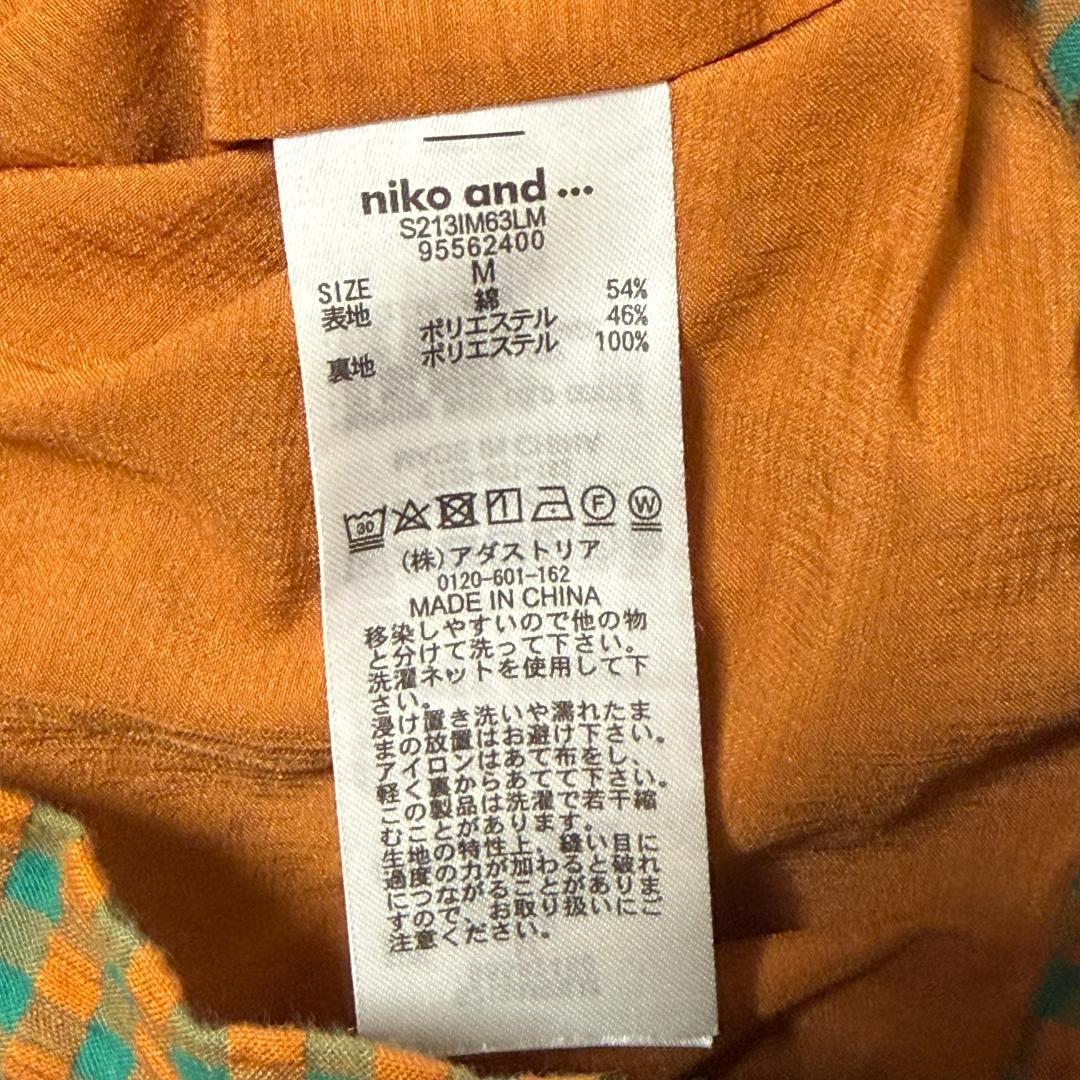 niko and ...
S213IM63LM
95562400
SIZE M
表地 綿 54%
ポリエステル 46%
裏地 ポリエステル 100%
30 F W
(株)アダストリア
0120-601-162
MADE IN CHINA
移染しやすいので他の物
と分けて洗って下さい。
洗濯ネットを使用して下
さい。
浸け置き洗いや濡れたま
まの放置はお避け下さい。
アイロンはあて布をし、
軽く裏からあてて下さい。
この製品は洗濯で若干縮
むことがあります。
生地の特性上、縫い目に
過度の力が加わると破れ
につながることがありま
すので、お取り扱いにご
注意ください。